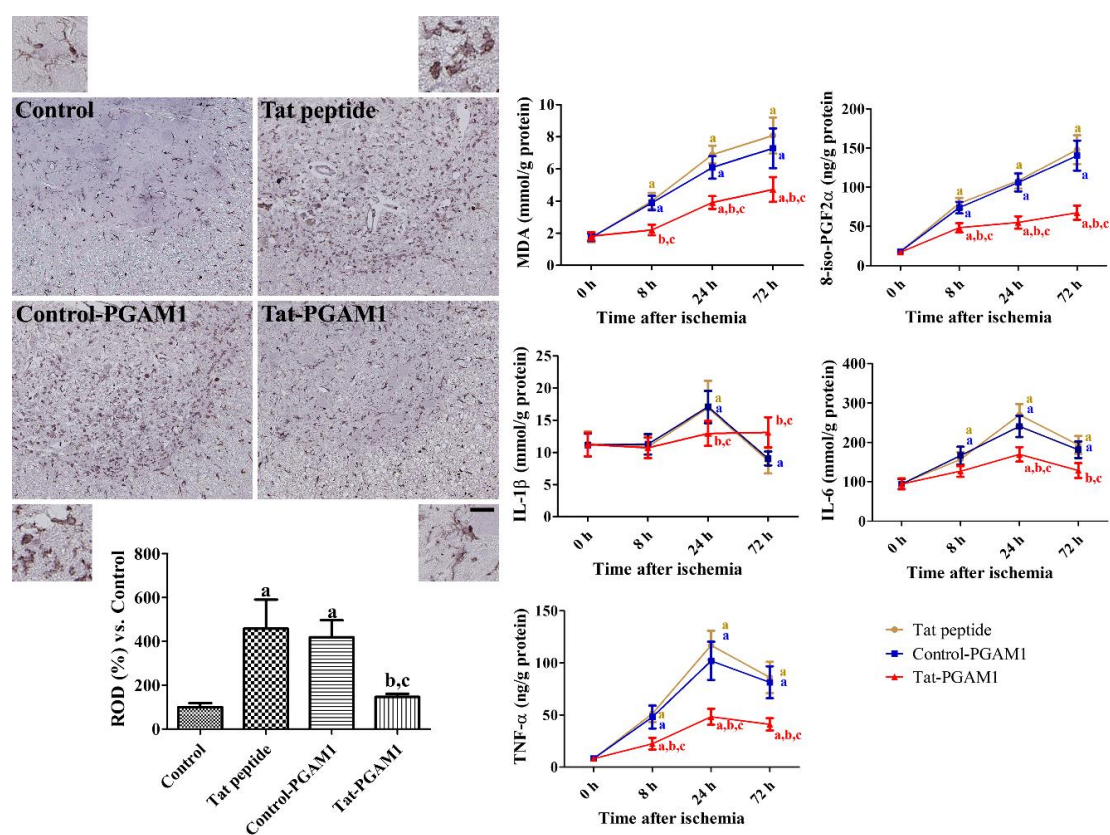 Control
Tat peptide
Control-PGAM1
Tat-PGAM1
ROD (%) vs. Control
800
600
400
200
0
a
a
b,c
Control
Tat peptide
Control-PGAM1
Tat-PGAM1
MDA (mmol/g protein)
10
8
6
4
2
0
a
a
b,c
a
a
a,b,c
a
a
a,b,c
0 h
8 h
24 h
72 h
Time after ischemia
8-iso-PGF2α (ng/g protein)
200
150
100
50
0
a
a
a,b,c
a
a
a,b,c
a
a
a,b,c
0 h
8 h
24 h
72 h
Time after ischemia
IL-1β (mmol/g protein)
25
20
15
10
5
0
a
a
b,c
b,c
a
0 h
8 h
24 h
72 h
Time after ischemia
IL-6 (mmol/g protein)
400
300
200
100
0
a
a
a
a
a,b,c
a
a
b,c
0 h
8 h
24 h
72 h
Time after ischemia
TNF-α (ng/g protein)
150
100
50
0
a
a
a,b,c
a
a
a,b,c
a
a
a,b,c
0 h
8 h
24 h
72 h
Time after ischemia
Tat peptide
Control-PGAM1
Tat-PGAM1